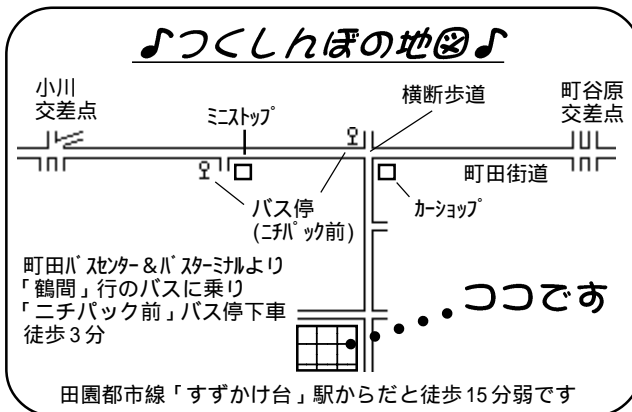 ♪つくしんぼの地図♪
小川
交差点
ミニストップ
横断歩道
町谷原
交差点
町田街道
バス停
(ニチパック前)
カーショップ
町田バスセンター&バスターミナルより
「鶴間」行のバスに乗り
「ニチパック前」バス停下車
徒歩3分
ココです
田園都市線「すずかけ台」駅からだと徒歩15分弱です